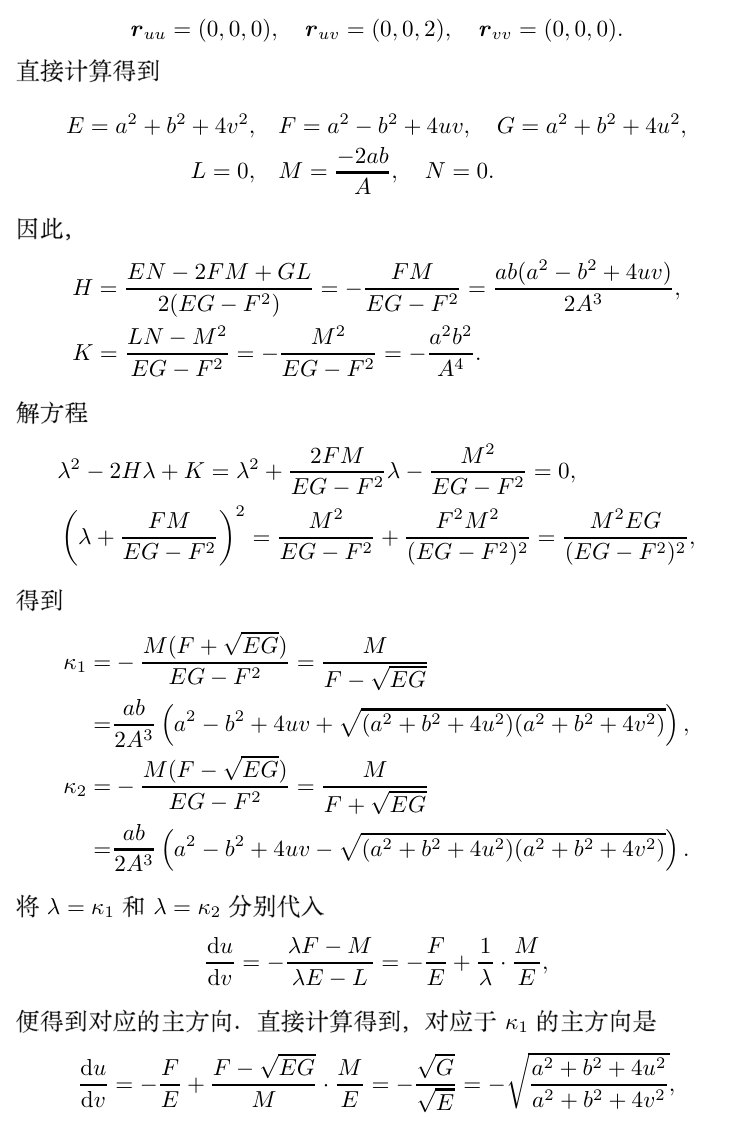 $\boldsymbol{r}_{uu} = (0,0,0), \quad \boldsymbol{r}_{uv} = (0,0,2), \quad \boldsymbol{r}_{vv} = (0,0,0).$
直接计算得到
$E = a^2 + b^2 + 4v^2, \quad F = a^2 - b^2 + 4uv, \quad G = a^2 + b^2 + 4u^2,$
$L = 0, \quad M = \frac{-2ab}{A}, \quad N = 0.$
因此,
$H = \frac{EN - 2FM + GL}{2(EG - F^2)} = -\frac{FM}{EG - F^2} = \frac{ab(a^2 - b^2 + 4uv)}{2A^3},$
$K = \frac{LN - M^2}{EG - F^2} = -\frac{M^2}{EG - F^2} = -\frac{a^2b^2}{A^4}.$
解方程
$\lambda^2 - 2H\lambda + K = \lambda^2 + \frac{2FM}{EG - F^2}\lambda - \frac{M^2}{EG - F^2} = 0,$
$\left(\lambda + \frac{FM}{EG - F^2}\right)^2 = \frac{M^2}{EG - F^2} + \frac{F^2M^2}{(EG - F^2)^2} = \frac{M^2EG}{(EG - F^2)^2},$
得到
$\kappa_1 = -\frac{M(F + \sqrt{EG})}{EG - F^2} = \frac{M}{F - \sqrt{EG}}$
$= \frac{ab}{2A^3}\left(a^2 - b^2 + 4uv + \sqrt{(a^2 + b^2 + 4u^2)(a^2 + b^2 + 4v^2)}\right),$
$\kappa_2 = -\frac{M(F - \sqrt{EG})}{EG - F^2} = \frac{M}{F + \sqrt{EG}}$
$= \frac{ab}{2A^3}\left(a^2 - b^2 + 4uv - \sqrt{(a^2 + b^2 + 4u^2)(a^2 + b^2 + 4v^2)}\right).$
将 $\lambda = \kappa_1$ 和 $\lambda = \kappa_2$ 分别代入
$\frac{\mathrm{d}u}{\mathrm{d}v} = -\frac{\lambda F - M}{\lambda E - L} = -\frac{F}{E} + \frac{1}{\lambda} \cdot \frac{M}{E},$
便得到对应的主方向. 直接计算得到, 对应于 $\kappa_1$ 的主方向是
$\frac{\mathrm{d}u}{\mathrm{d}v} = -\frac{F}{E} + \frac{F - \sqrt{EG}}{M} \cdot \frac{M}{E} = -\frac{\sqrt{G}}{\sqrt{E}} = -\sqrt{\frac{a^2 + b^2 + 4u^2}{a^2 + b^2 + 4v^2}},$